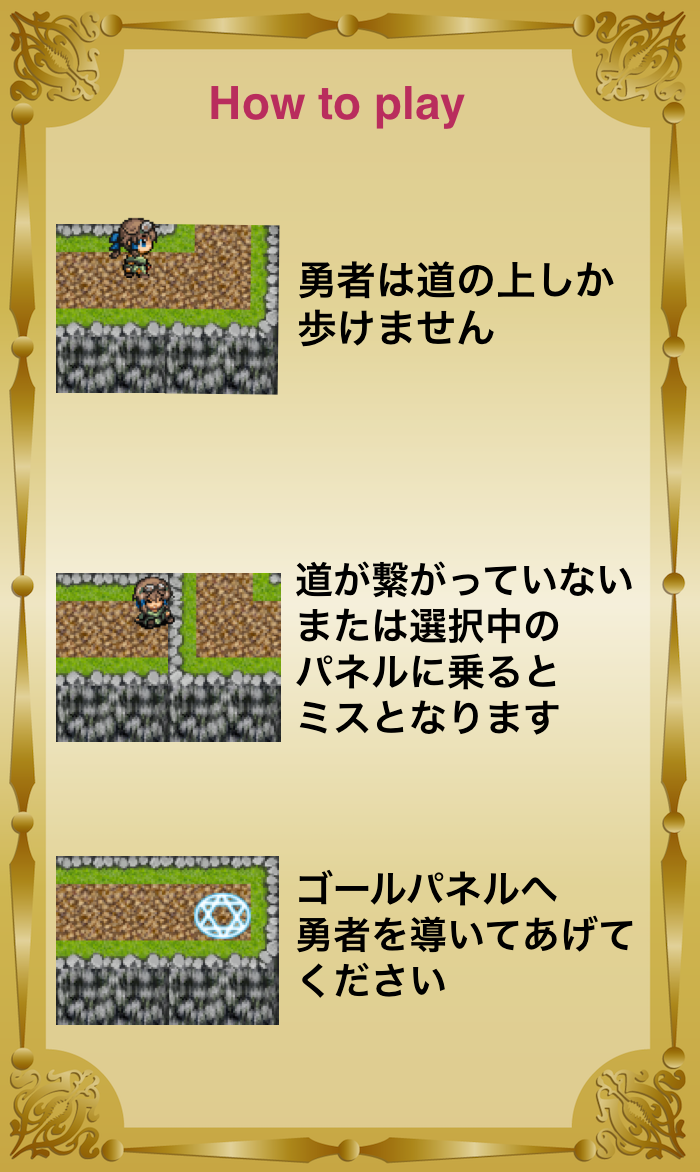 How to play
勇者は道の上しか
歩けません
道が繋がっていない
または選択中の
パネルに乗ると
ミスとなります
ゴールパネルへ
勇者を導いてあげて
ください